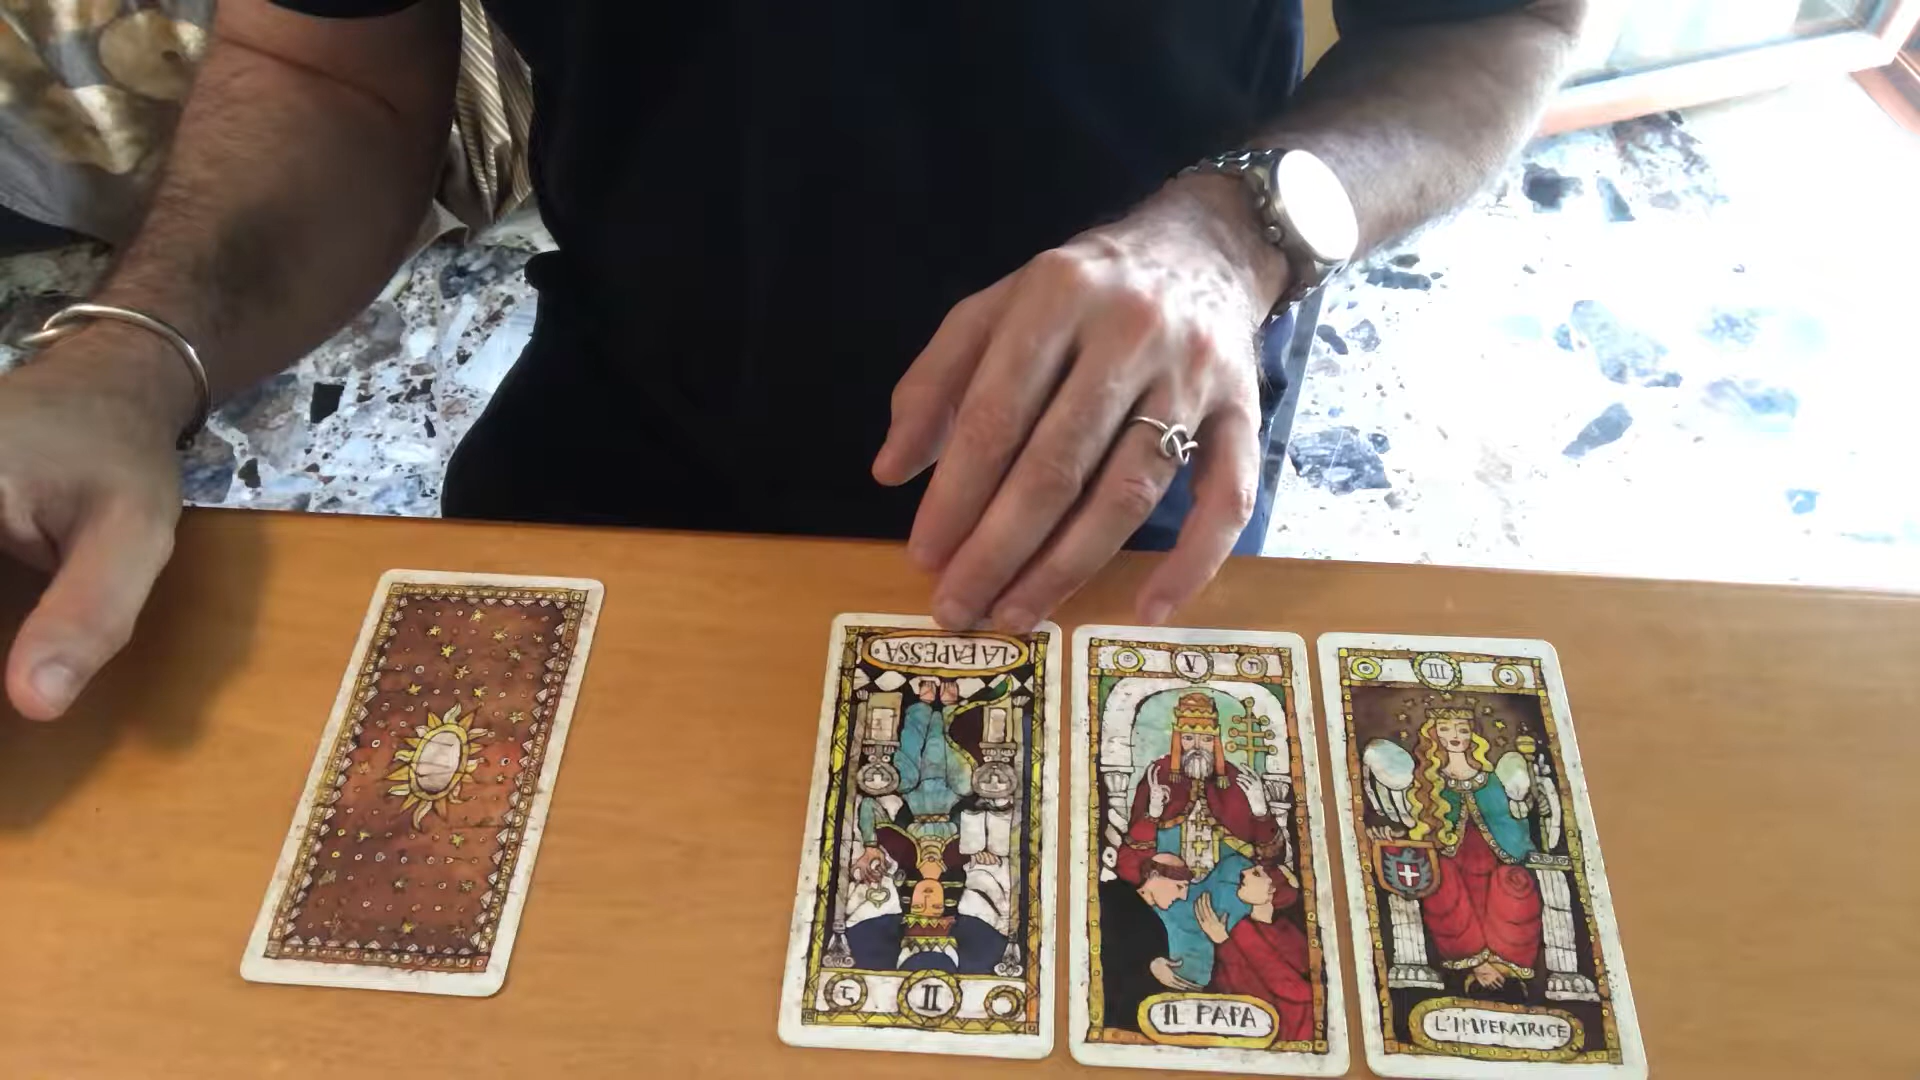 LA PAPESSA
II
V
IL PAPA
III
L'IMPERATRICE